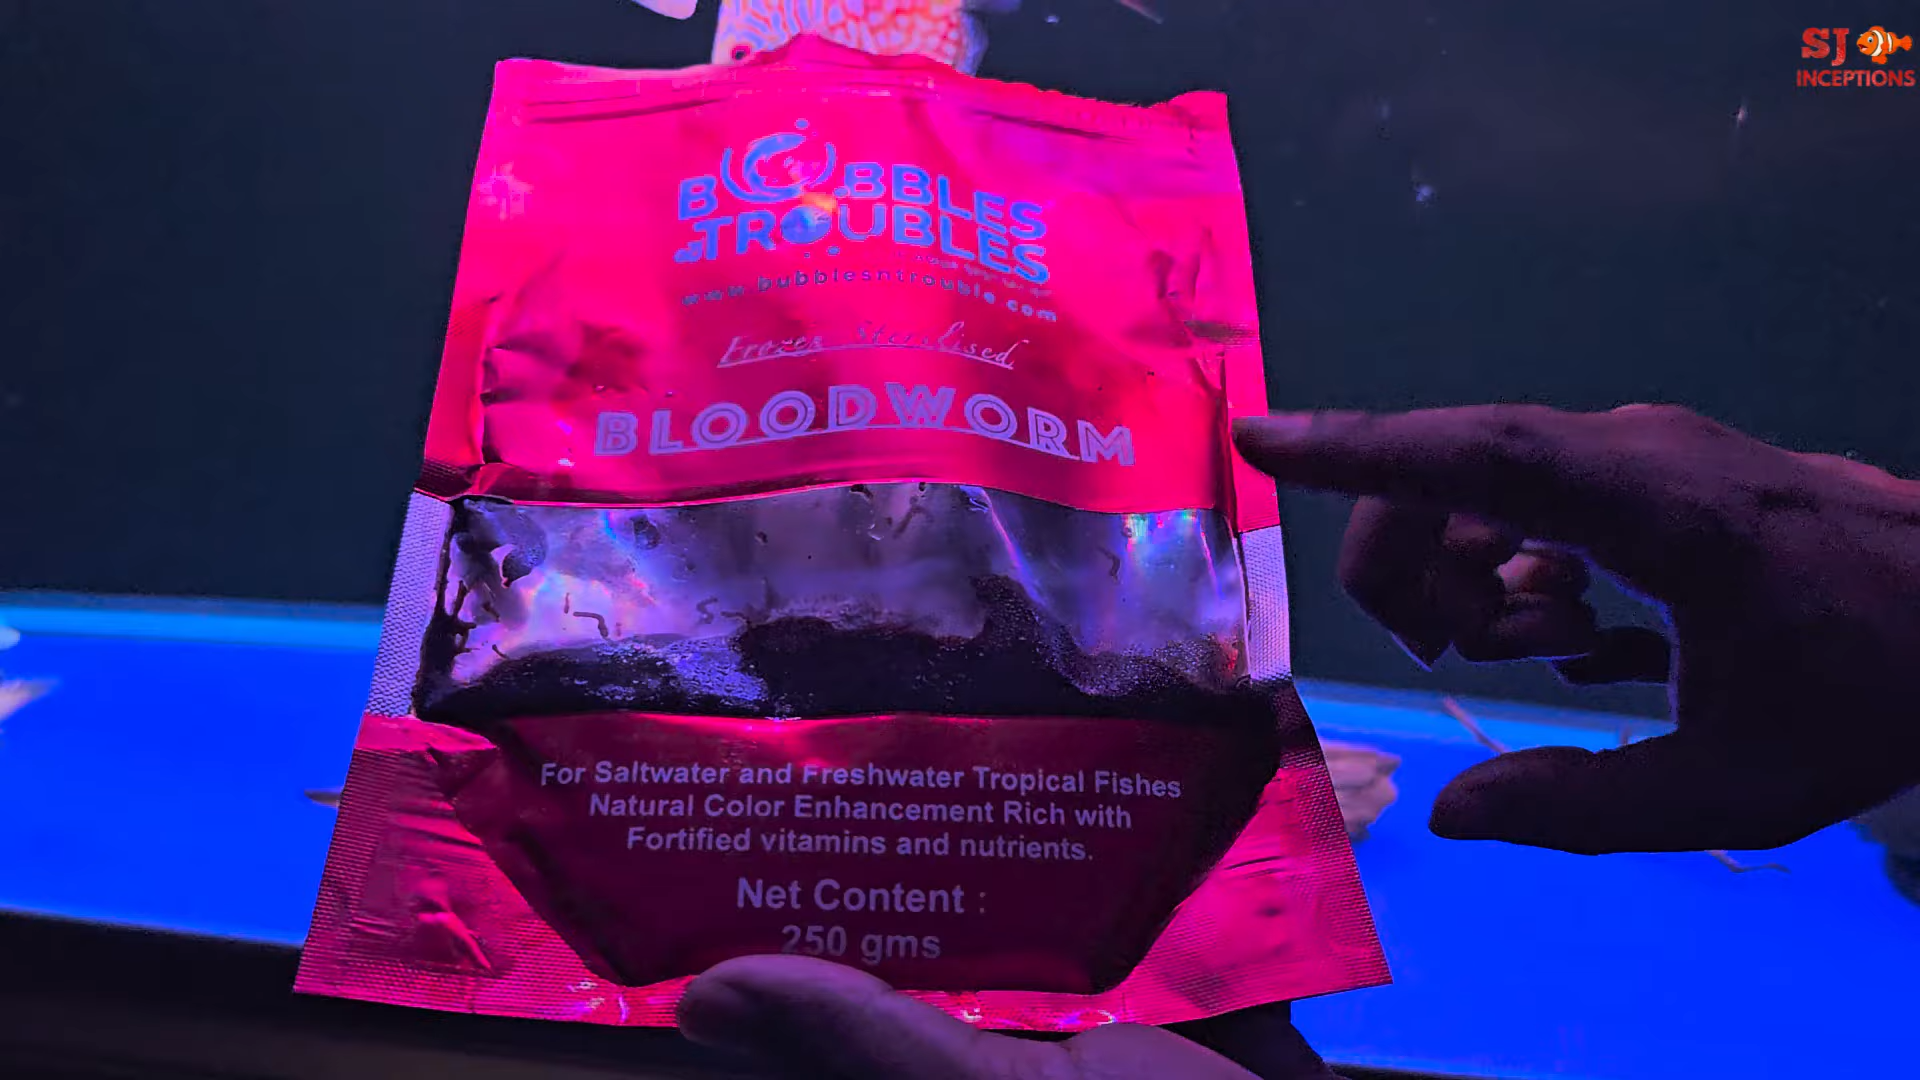 SJ
INCEPTIONS
BUBBLES
TROUBLES
www.bubblesntrouble.com
Frozen Sterilised
BLOODWORM
For Saltwater and Freshwater Tropical Fishes
Natural Color Enhancement Rich with
Fortified vitamins and nutrients.
Net Content :
250 gms